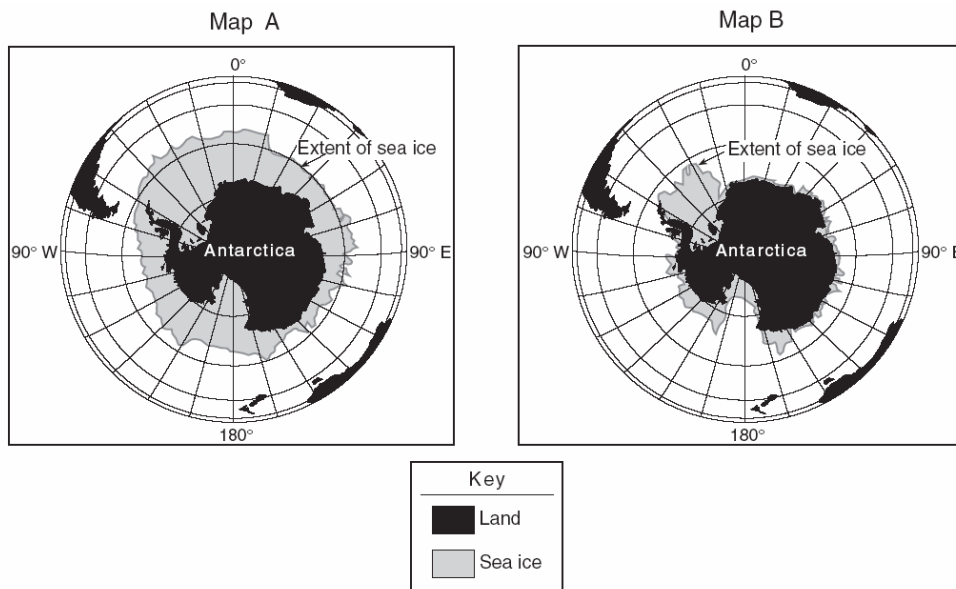 Map A
0°
Extent of sea ice
90° W
Antarctica
90° E
180°
Map B
0°
Extent of sea ice
90° W
Antarctica
90° E
180°
Key
Land
Sea ice